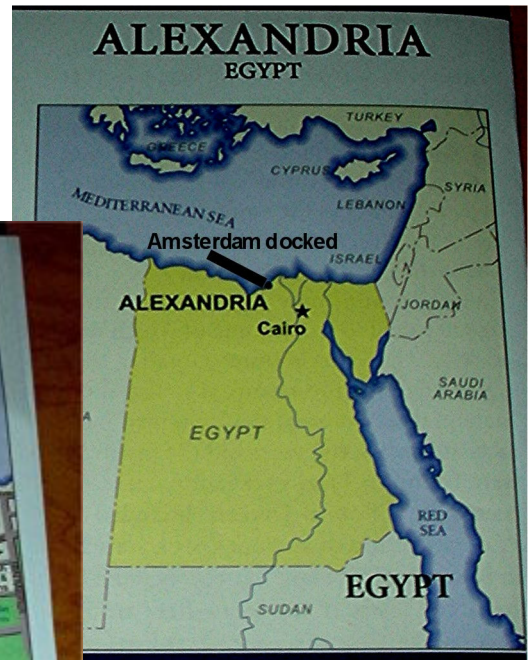 ALEXANDRIA
EGYPT
TURKEY
GREECE
CYPRUS
SYRIA
MEDITERRANEAN SEA
LEBANON
Amsterdam docked
ISRAEL
ALEXANDRIA
JORDAN
Cairo
SAUDI
ARABIA
EGYPT
RED
SEA
EGYPT
SUDAN